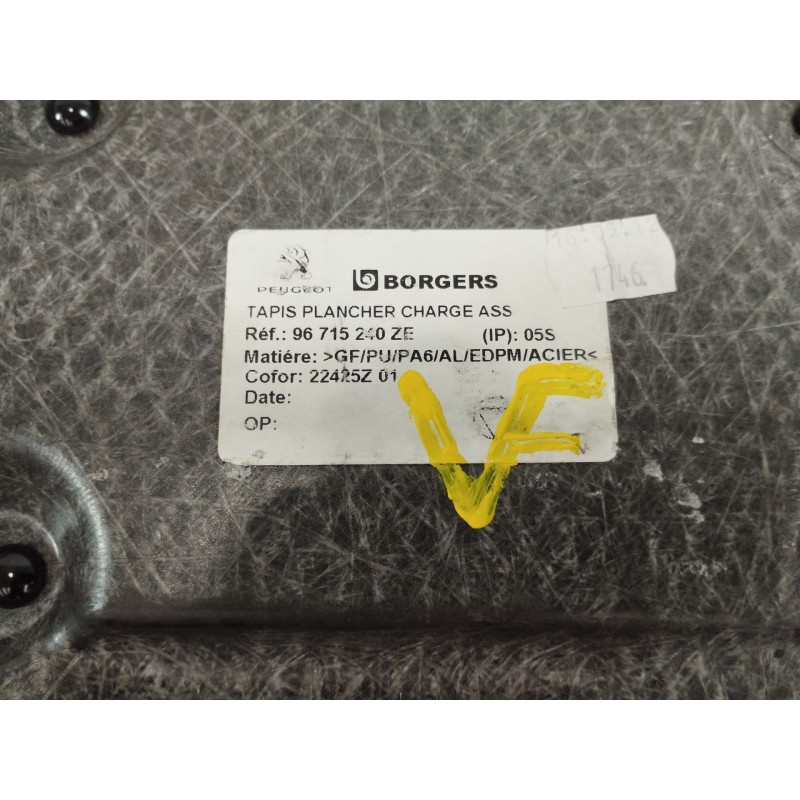 PEUGEOT
BORGERS
TAPIS PLANCHER CHARGE ASS
Réf.: 96 715 240 ZE (IP): 05S
Matiére: >GF/PU/PA6/AL/EDPM/ACIER<
Cofor: 22425Z 01
Date:
OP:
1746
VF